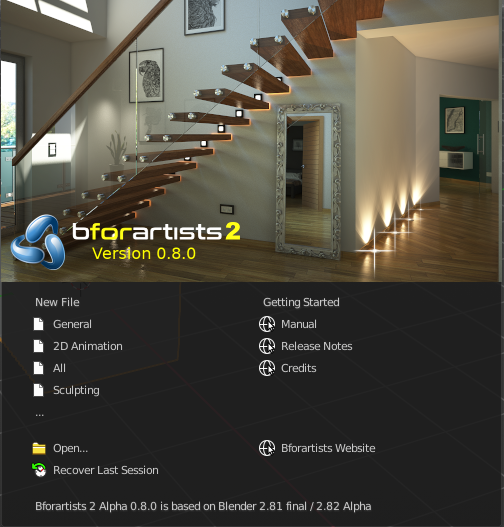 bforartists 2
Version 0.8.0
New File
Getting Started
General
Manual
2D Animation
Release Notes
All
Credits
Sculpting
...
Open...
Bforartists Website
Recover Last Session
Bforartists 2 Alpha 0.8.0 is based on Blender 2.81 final / 2.82 Alpha